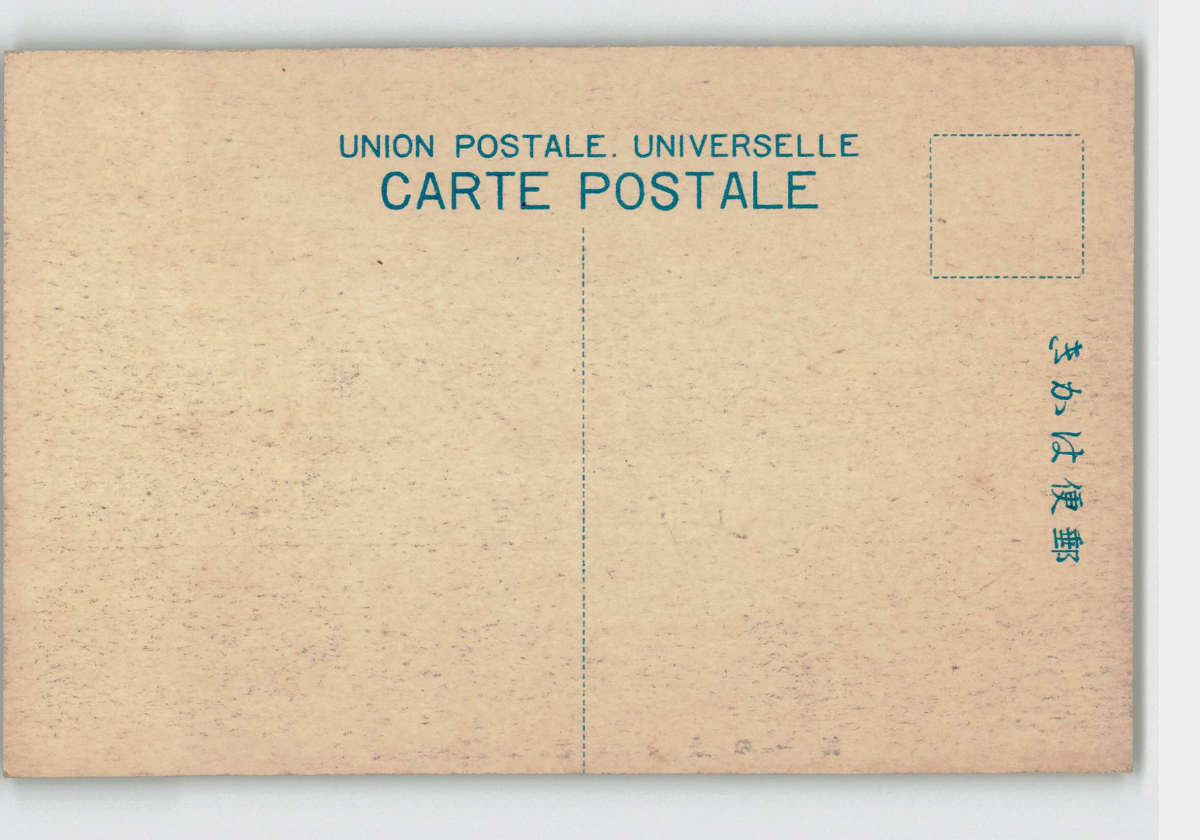 UNION POSTALE. UNIVERSELLE
CARTE POSTALE
郵便はかき